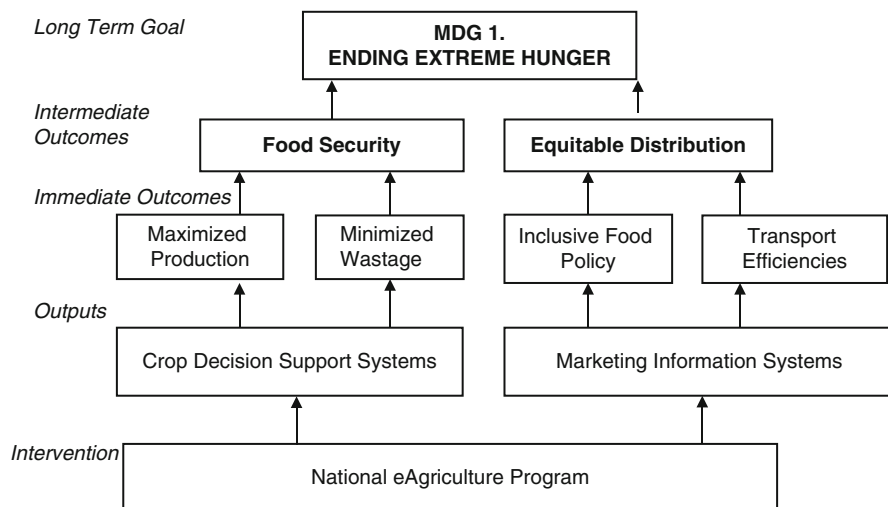 Long Term Goal
MDG 1.
ENDING EXTREME HUNGER
Intermediate
Outcomes
Food Security
Equitable Distribution
Immediate Outcomes
Maximized
Production
Minimized
Wastage
Inclusive Food
Policy
Transport
Efficiencies
Outputs
Crop Decision Support Systems
Marketing Information Systems
Intervention
National eAgriculture Program